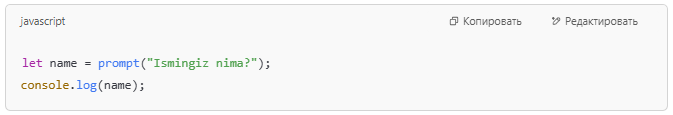 javascript Копировать Редактировать
let name = prompt("Ismingiz nima?");
console.log(name);